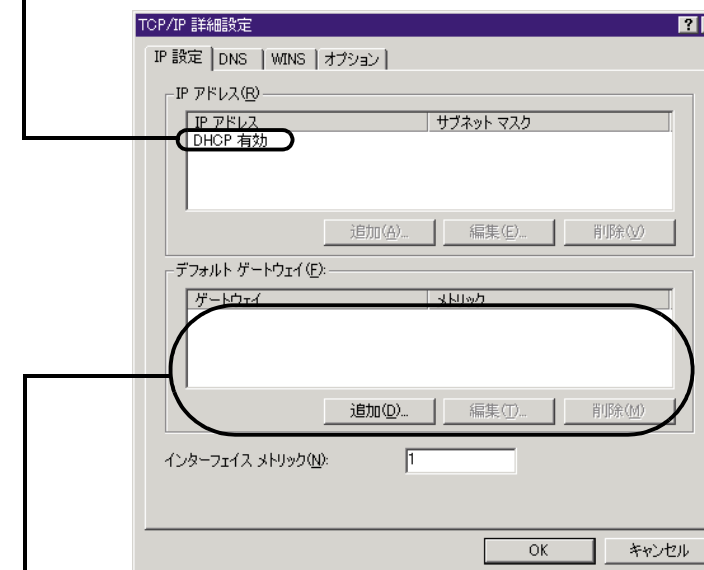 TCP/IP 詳細設定
IP 設定 DNS WINS オプション
IP アドレス(R)
IP アドレス サブネット マスク
DHCP 有効
追加(A)... 編集(E)... 削除(V)
デフォルト ゲートウェイ(F):
ゲートウェイ メトリック
追加(D)... 編集(T)... 削除(M)
インターフェイス メトリック(N): 1
OK キャンセル